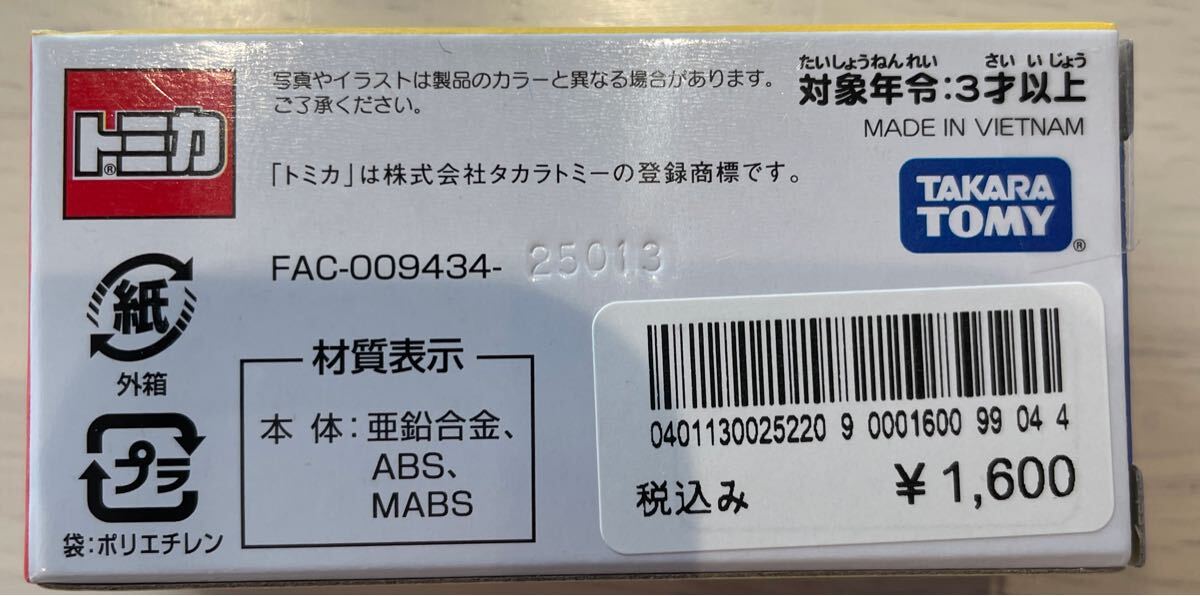 トミカ®
写真やイラストは製品のカラーと異なる場合があります。
ご了承ください。
たいしょうねんれい さいいじょう
対象年令:3才以上
MADE IN VIETNAM
「トミカ」は株式会社タカラトミーの登録商標です。
TAKARA
TOMY®
FAC-009434- 25013
紙
外箱
プラ
袋:ポリエチレン
材質表示
本体:亜鉛合金、
ABS、
MABS
0401130025220 9 0001600 99 04 4
税込み ¥1,600